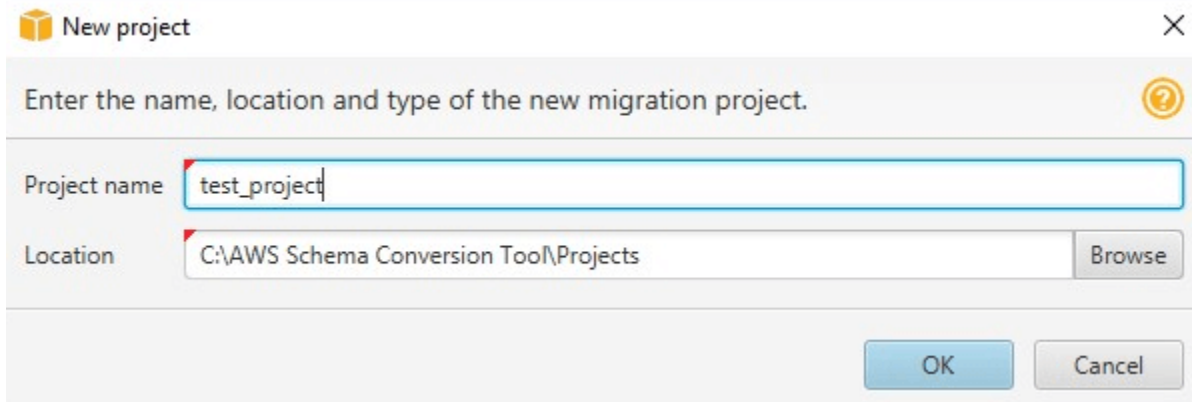 New project
Enter the name, location and type of the new migration project.
Project name test_project
Location C:\AWS Schema Conversion Tool\Projects Browse
OK Cancel